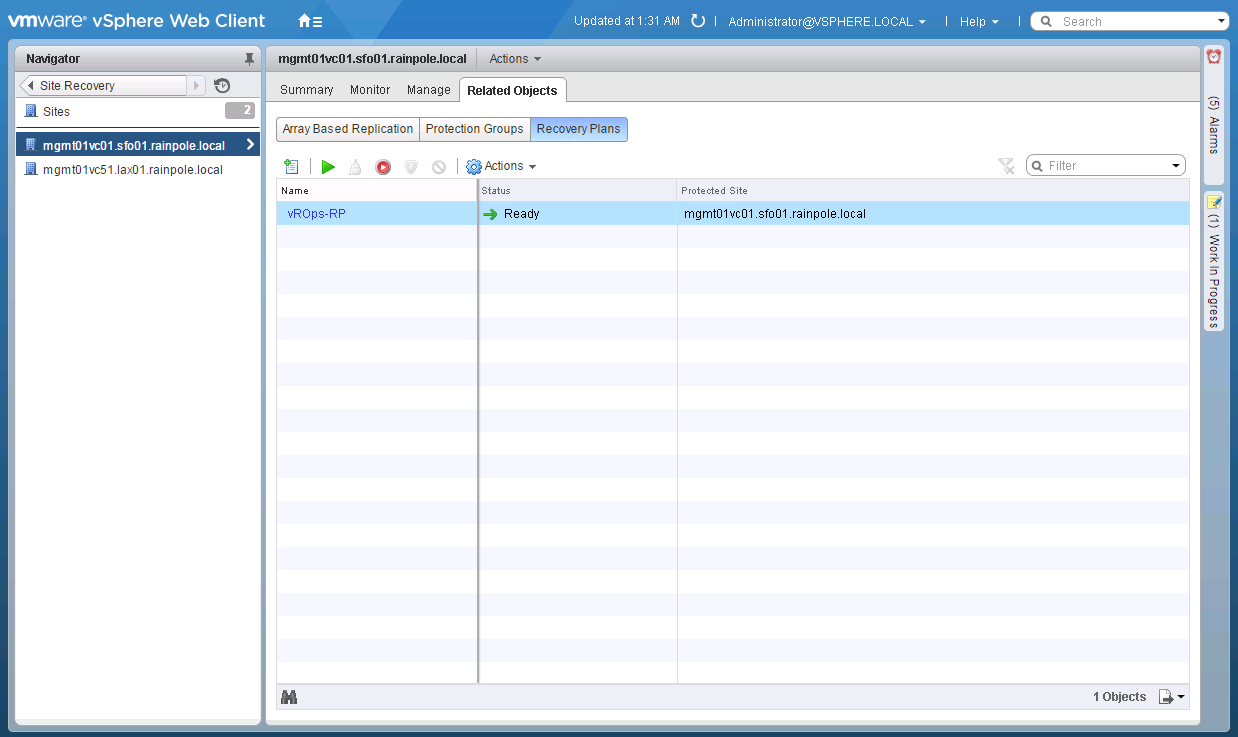 vmware® vSphere Web Client
Updated at 1:31 AM
Administrator@VSPHERE.LOCAL
Help
Search
Navigator
Site Recovery
Sites
2
mgmt01vc01.sfo01.rainpole.local
mgmt01vc51.lax01.rainpole.local
mgmt01vc01.sfo01.rainpole.local
Actions
Summary
Monitor
Manage
Related Objects
Array Based Replication
Protection Groups
Recovery Plans
Actions
Filter
Name
Status
Protected Site
vROps-RP
Ready
mgmt01vc01.sfo01.rainpole.local
1 Objects
(5) Alarms
(1) Work In Progress